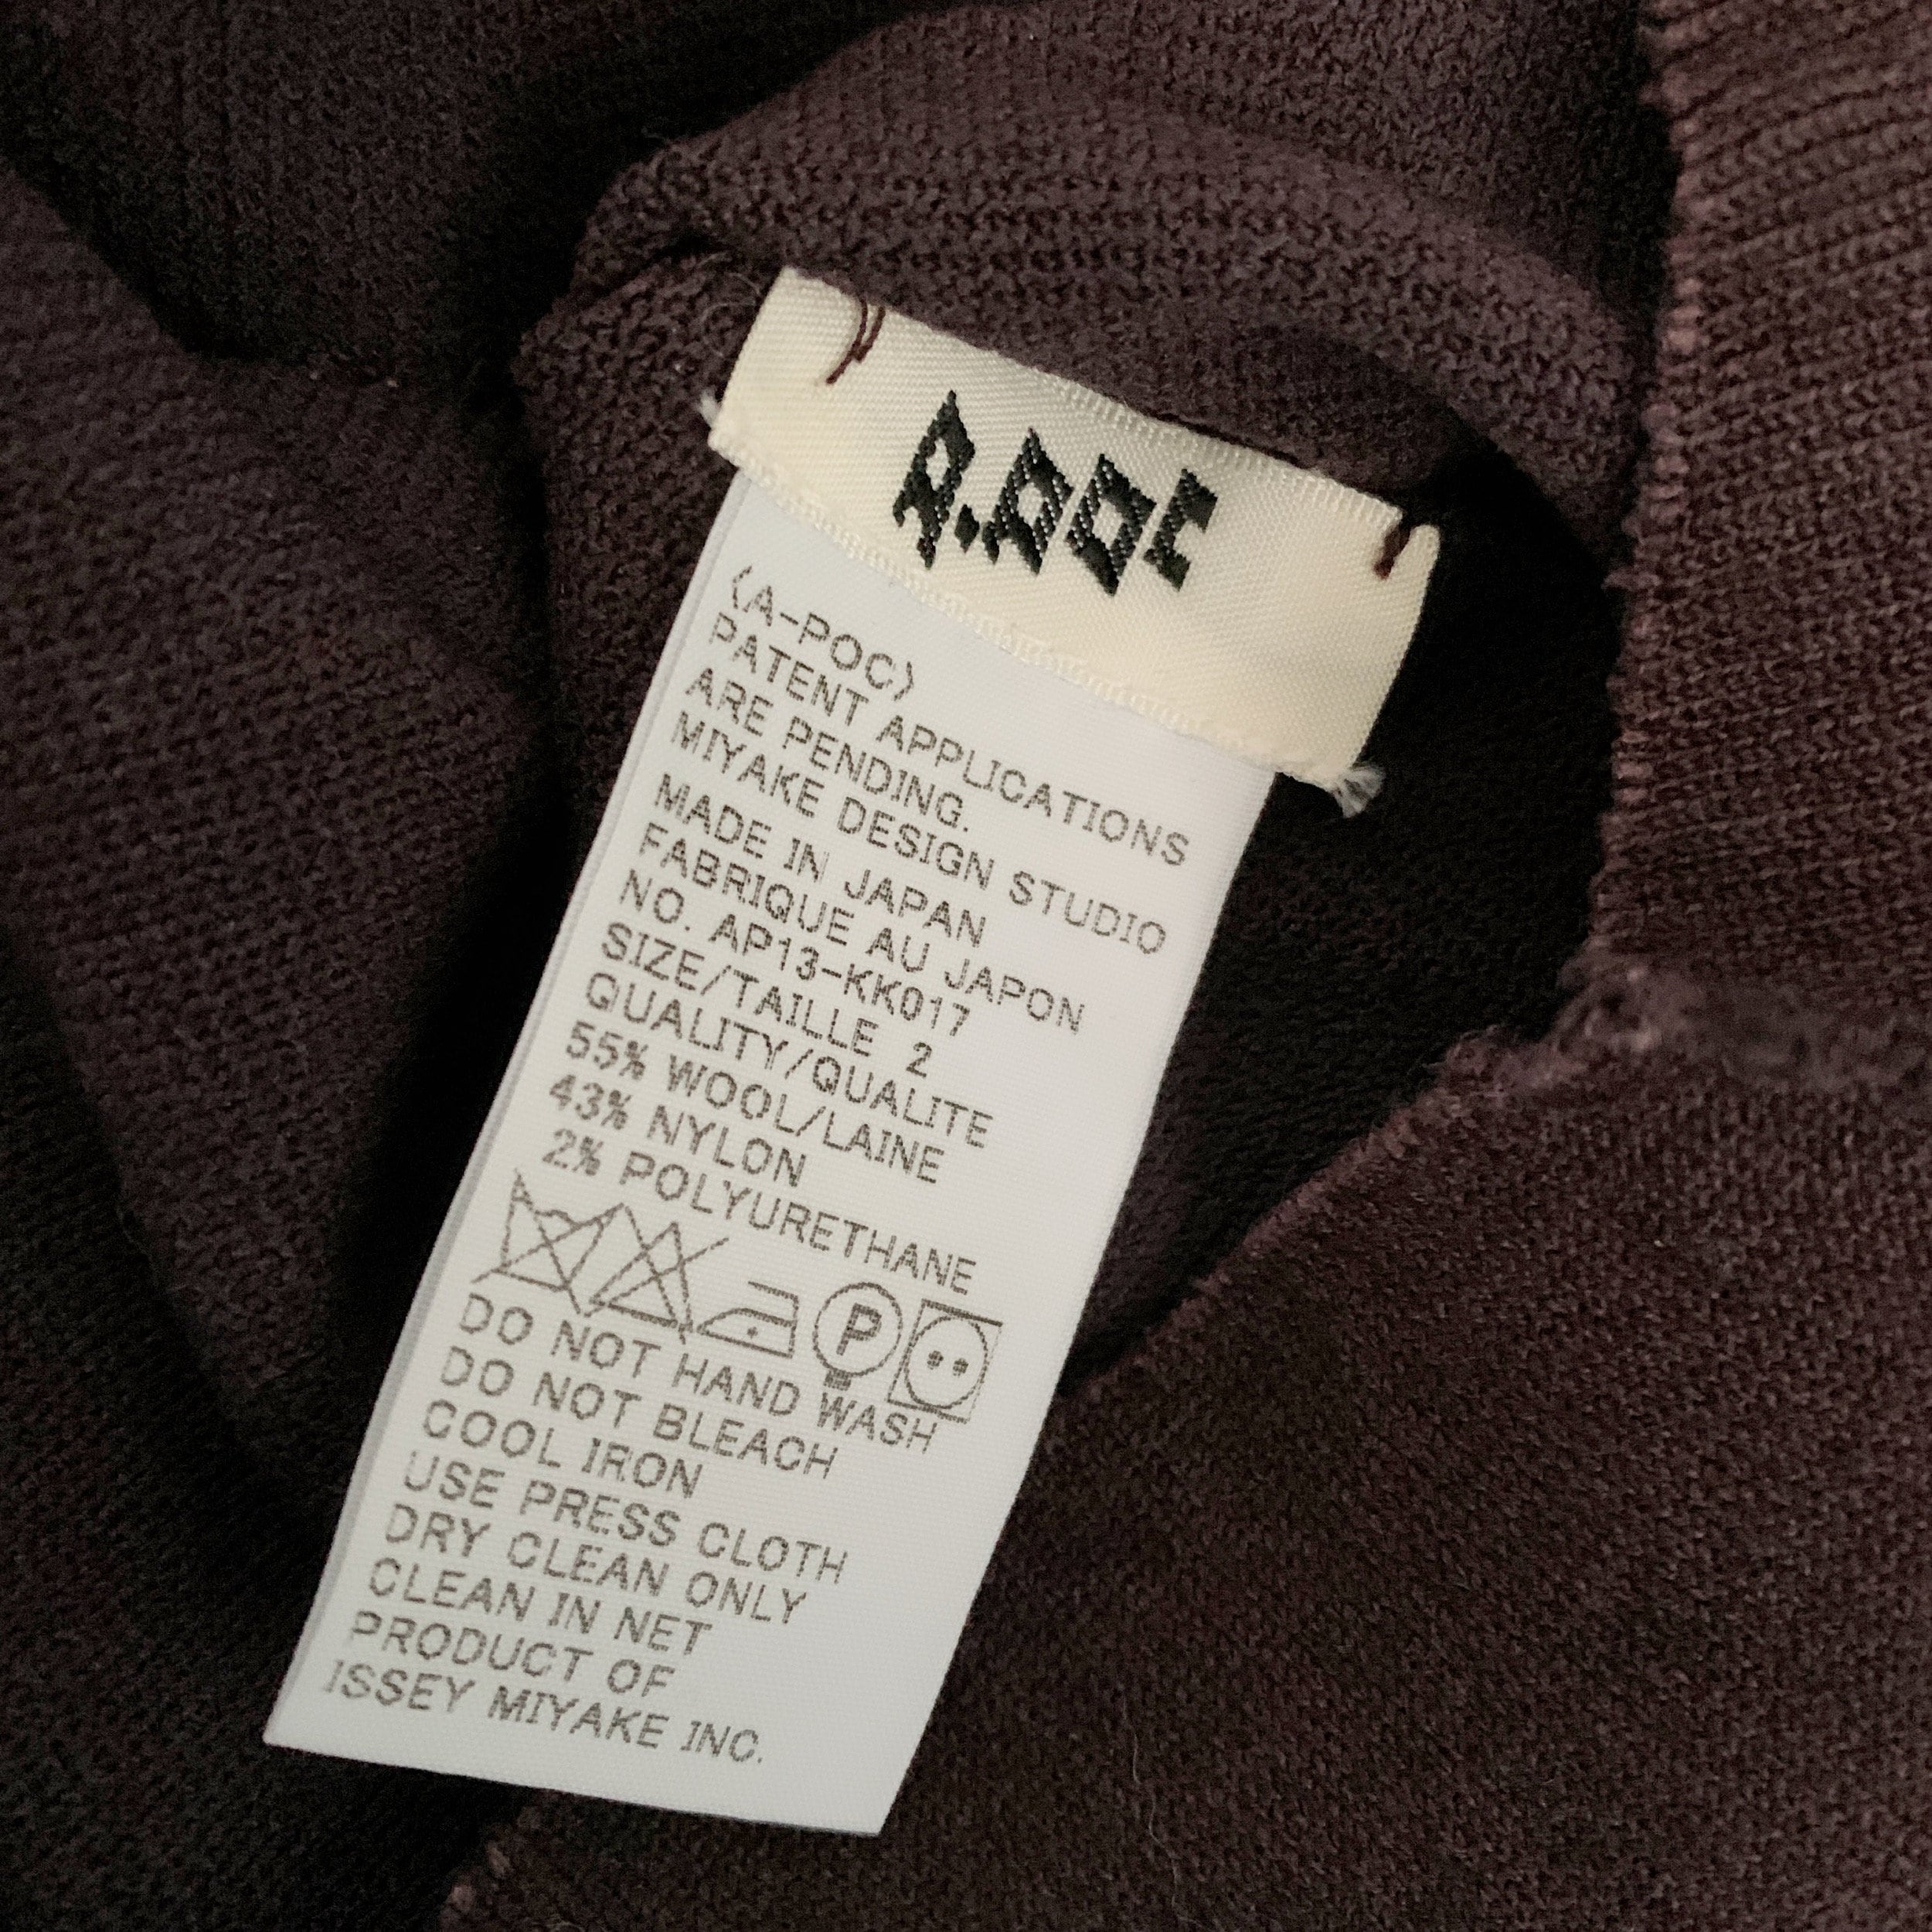 a.poc
〈A-POC〉
PATENT APPLICATIONS
ARE PENDING.
MIYAKE DESIGN STUDIO
MADE IN JAPAN
FABRIQUE AU JAPON
NO. AP13-KK017
SIZE/TAILLE 2
QUALITY/QUALITE
55% WOOL/LAINE
43% NYLON
2% POLYURETHANE
P
DO NOT HAND WASH
DO NOT BLEACH
COOL IRON
USE PRESS CLOTH
DRY CLEAN ONLY
CLEAN IN NET
PRODUCT OF
ISSEY MIYAKE INC.